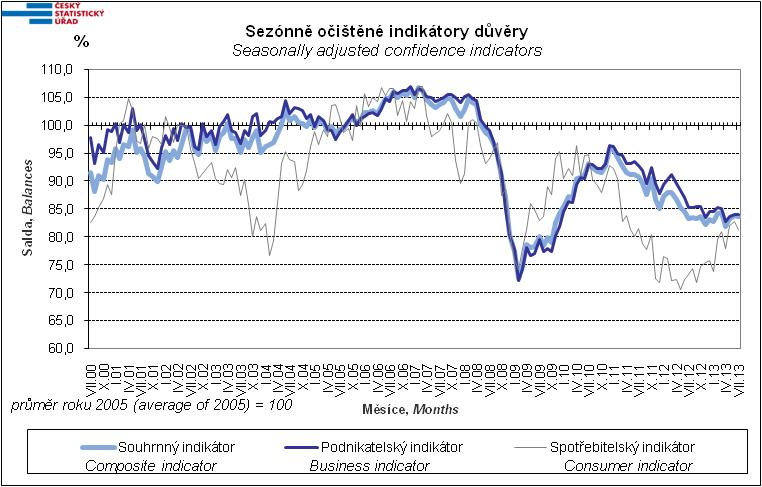 ČESKÝ
STATISTICKÝ
ÚŘAD
Sezónně očištěné indikátory důvěry
Seasonally adjusted confidence indicators
%
110,0
105,0
100,0
95,0
90,0
85,0
80,0
75,0
70,0
65,0
60,0
Salda, Balances
VII.00
X.00
I.01
IV.01
VII.01
X.01
I.02
IV.02
VII.02
X.02
I.03
IV.03
VII.03
X.03
I.04
IV.04
VII.04
X.04
I.05
IV.05
VII.05
X.05
I.06
IV.06
VII.06
X.06
I.07
IV.07
VII.07
X.07
I.08
IV.08
VII.08
X.08
I.09
IV.09
VII.09
X.09
I.10
IV.10
VII.10
X.10
I.11
IV.11
VII.11
X.11
I.12
IV.12
VII.12
X.12
I.13
IV.13
VII.13
průměr roku 2005 (average of 2005) = 100
Měsíce, Months
Souhrnný indikátor
Composite indicator
Podnikatelský indikátor
Business indicator
Spotřebitelský indikátor
Consumer indicator